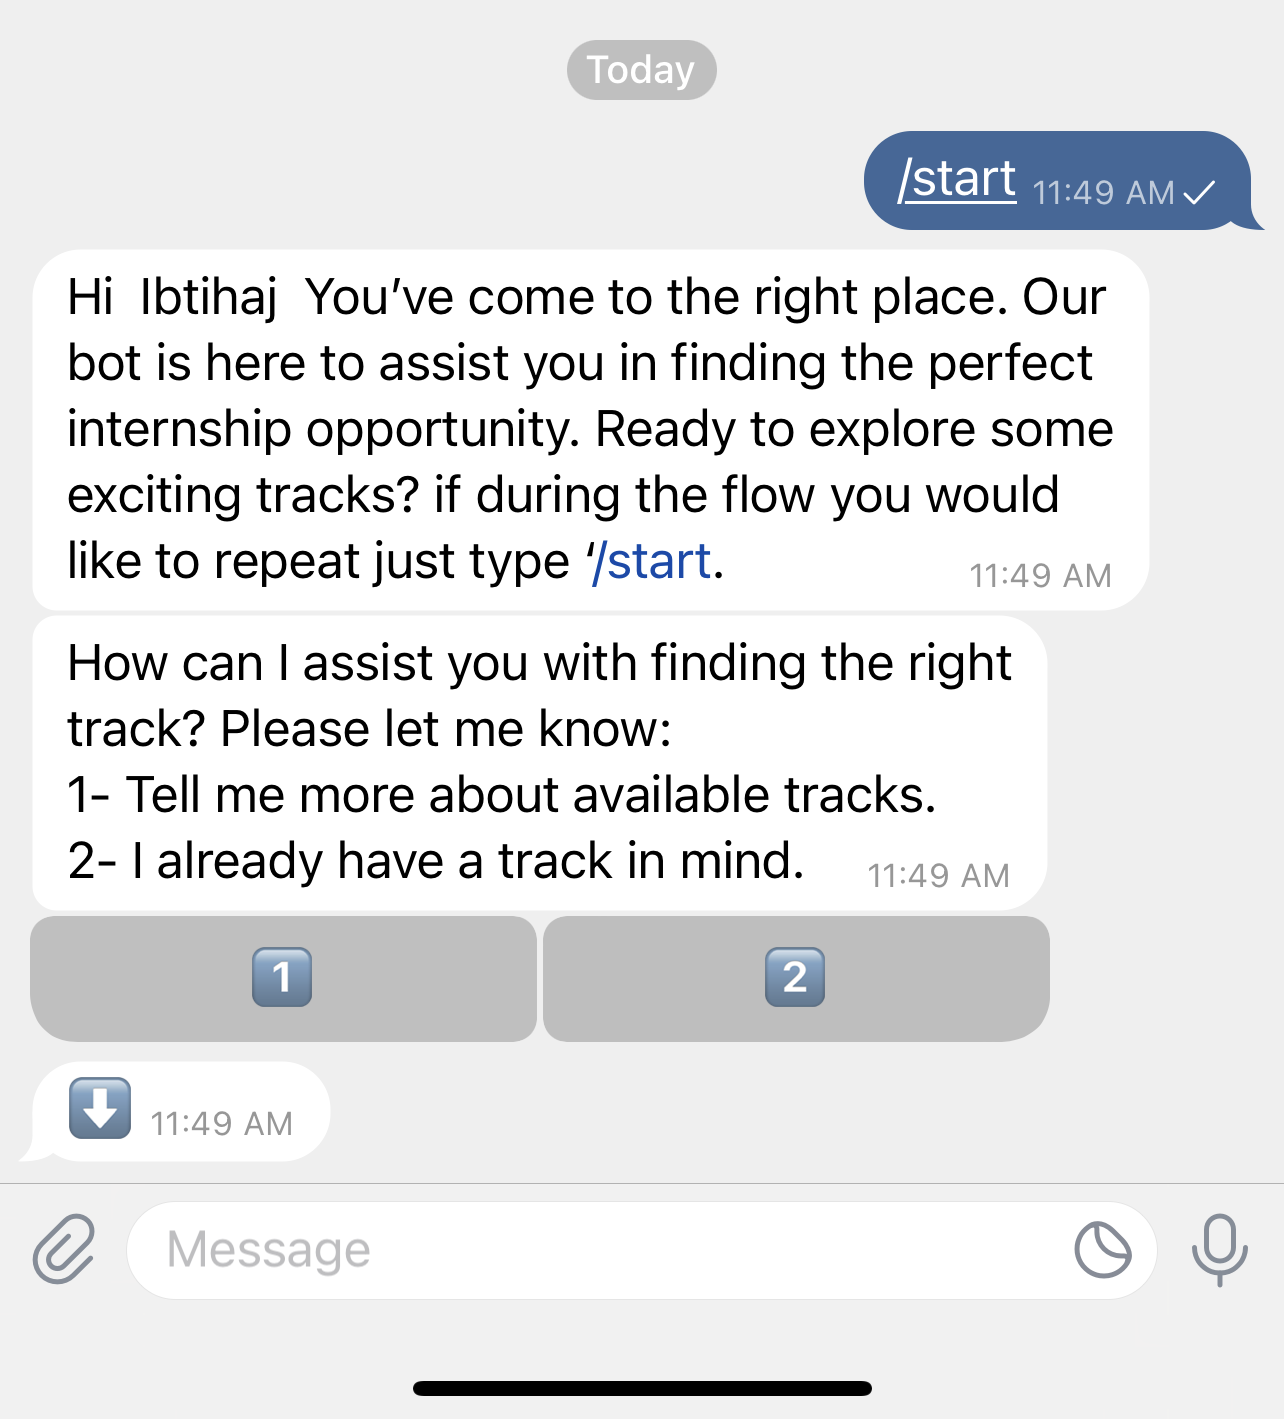 Today
/start 11:49 AM
Hi  Ibtihaj  You’ve come to the right place. Our
bot is here to assist you in finding the perfect
internship opportunity. Ready to explore some
exciting tracks? if during the flow you would
like to repeat just type ‘/start.
11:49 AM
How can I assist you with finding the right
track? Please let me know:
1- Tell me more about available tracks.
2- I already have a track in mind.
11:49 AM
1️⃣ 2️⃣
⬇️ 11:49 AM
Message